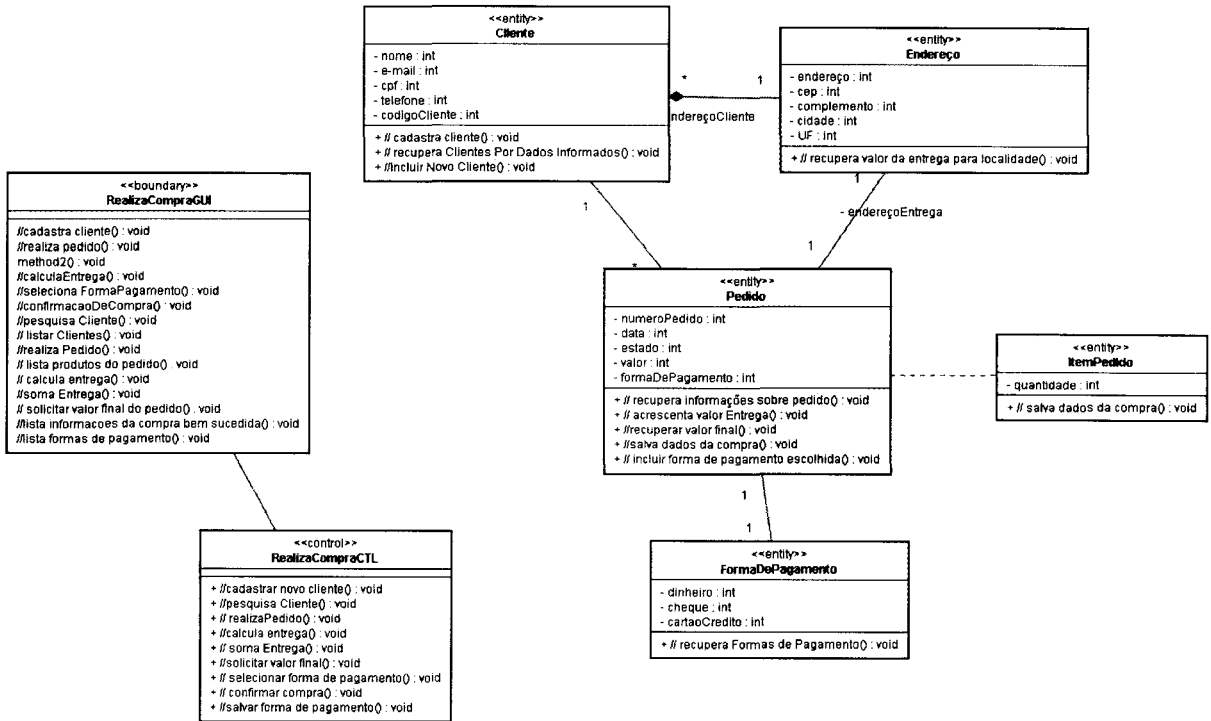 <<entity>>
Cliente
- nome : int
- e-mail : int
- cpf : int
- telefone : int
- codigoCliente : int
+ // cadastra cliente() : void
+ // recupera Clientes Por Dados Informados() : void
+ //Incluir Novo Cliente() : void
* 1
ndereçoCliente
<<entity>>
Endereço
- endereço : int
- cep : int
- complemento : int
- cidade : int
- UF : int
+ // recupera valor da entrega para localidade() : void
1
- endereçoEntrega
1
1
*
<<boundary>>
RealizaCompraGUI
//cadastra cliente() : void
//realiza pedido() : void
method2() : void
//calculaEntrega() : void
//seleciona FormaPagamento() : void
//confirmacaoDeCompra() : void
//pesquisa Cliente() : void
// listar Clientes() : void
//realiza Pedido() : void
// lista produtos do pedido() : void
// calcula entrega() : void
//soma Entrega() : void
// solicitar valor final do pedido() : void
//lista informacoes da compra bem sucedida() : void
//lista formas de pagamento() : void
<<entity>>
Pedido
- numeroPedido : int
- data : int
- estado : int
- valor : int
- formaDePagamento : int
+ // recupera informações sobre pedido() : void
+ // acrescenta valor Entrega() : void
+ //recuperar valor final() : void
+ //salva dados da compra() : void
+ // incluir forma de pagamento escolhida() : void
<<entity>>
ItemPedido
- quantidade : int
+ // salva dados da compra() : void
1
1
<<control>>
RealizaCompraCTL
+ //cadastrar novo cliente() : void
+ //pesquisa Cliente() : void
+ // realizaPedido() : void
+ //calcula entrega() : void
+ // soma Entrega() : void
+ //solicitar valor final() : void
+ // selecionar forma de pagamento() : void
+ // confirmar compra() : void
+ //salvar forma de pagamento() : void
<<entity>>
FormaDePagamento
- dinheiro : int
- cheque : int
- cartaoCredito : int
+ // recupera Formas de Pagamento() : void